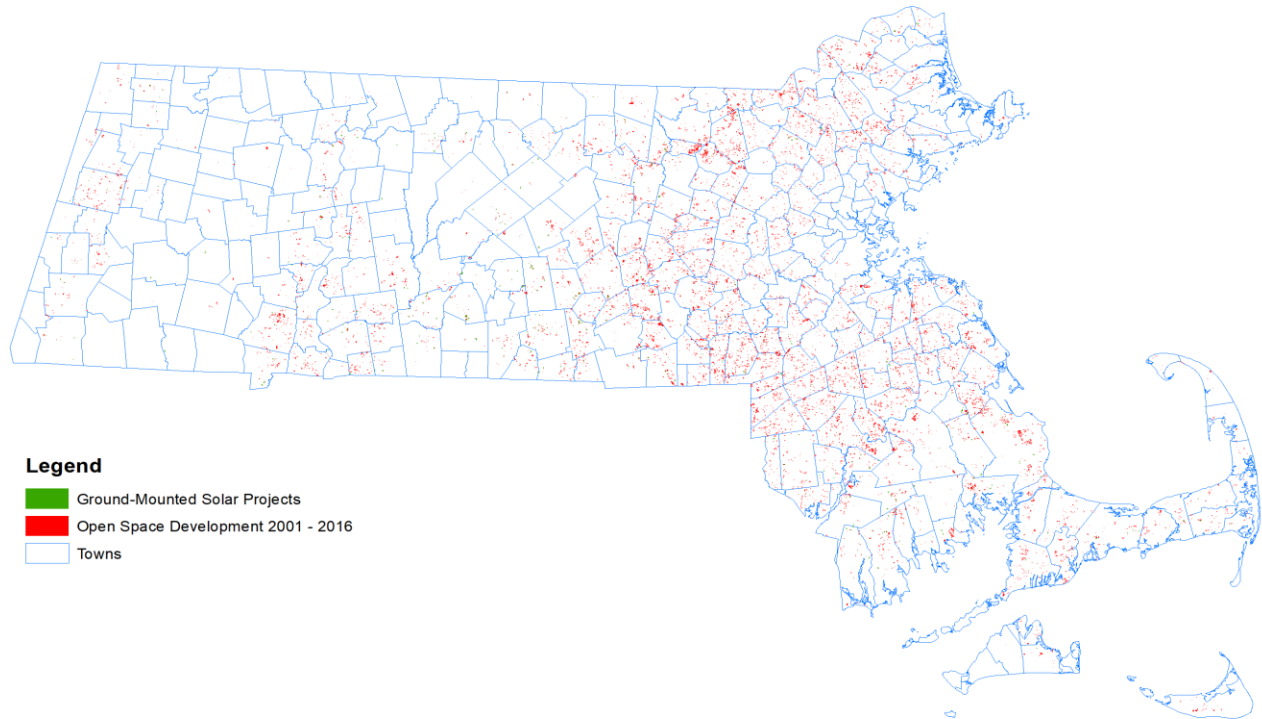 Legend
Ground-Mounted Solar Projects
Open Space Development 2001 - 2016
Towns